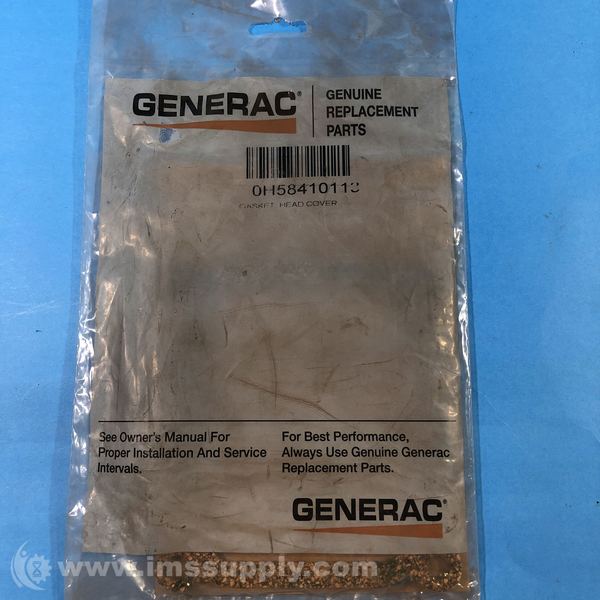 GENERAC®
GENUINE
REPLACEMENT
PARTS
0H58410113
GASKET, HEAD COVER
See Owner's Manual For
Proper Installation And Service
Intervals.
For Best Performance,
Always Use Genuine Generac
Replacement Parts.
GENERAC®
www.imssupply.com